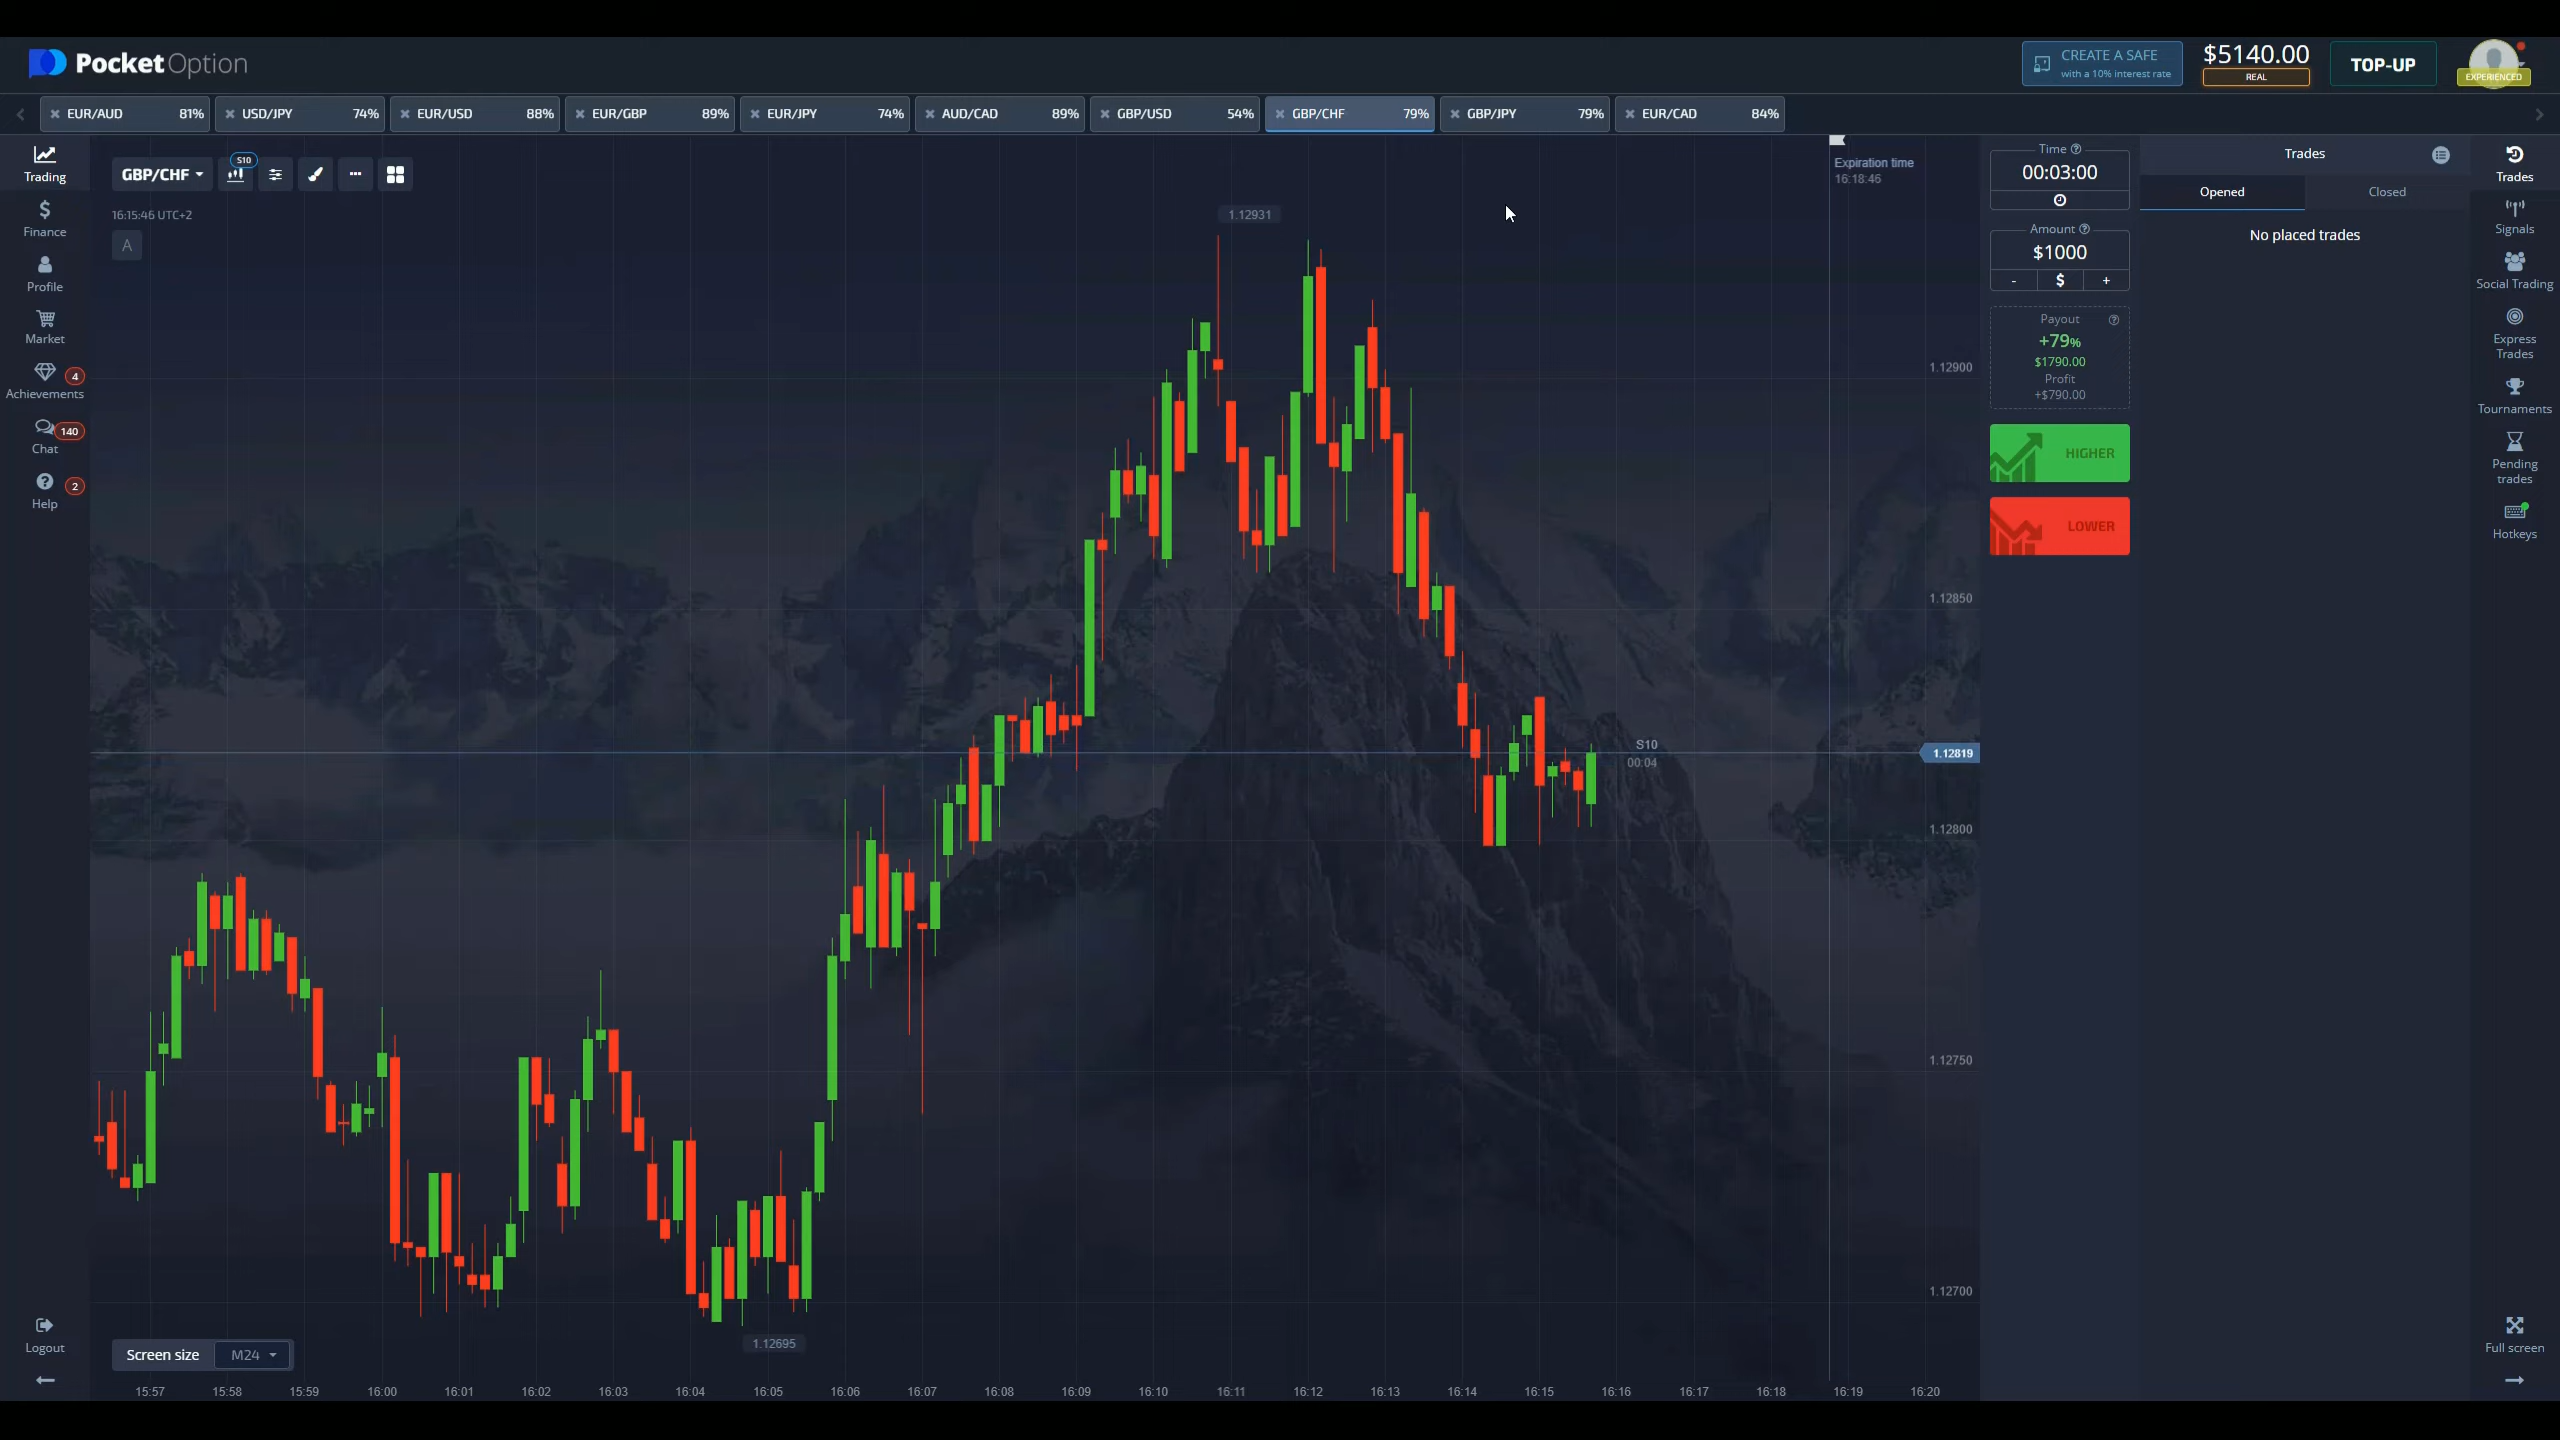 PocketOption
CREATE A SAFE
with a 10% interest rate
$5140.00
REAL
TOP-UP
EXPERIENCED
EUR/AUD 81%
USD/JPY 74%
EUR/USD 88%
EUR/GBP 89%
EUR/JPY 74%
AUD/CAD 89%
GBP/USD 54%
GBP/CHF 79%
GBP/JPY 79%
EUR/CAD 84%
Trading
Finance
Profile
Market
Achievements
4
Chat
140
Help
2
Logout
GBP/CHF
S10
16:15:46 UTC+2
A
1.12931
Expiration time
16:18:46
1.12900
1.12850
S10
00:04
1.12819
1.12800
1.12750
1.12700
1.12695
Screen size M24
15:57 15:58 15:59 16:00 16:01 16:02 16:03 16:04 16:05 16:06 16:07 16:08 16:09 16:10 16:11 16:12 16:13 16:14 16:15 16:16 16:17 16:18 16:19 16:20
Time
00:03:00
Amount
$1000
- $ +
Payout
+79%
$1790.00
Profit
+$790.00
HIGHER
LOWER
Trades
Opened Closed
No placed trades
Trades
Signals
Social Trading
Express
Trades
Tournaments
Pending
trades
Hotkeys
Full screen